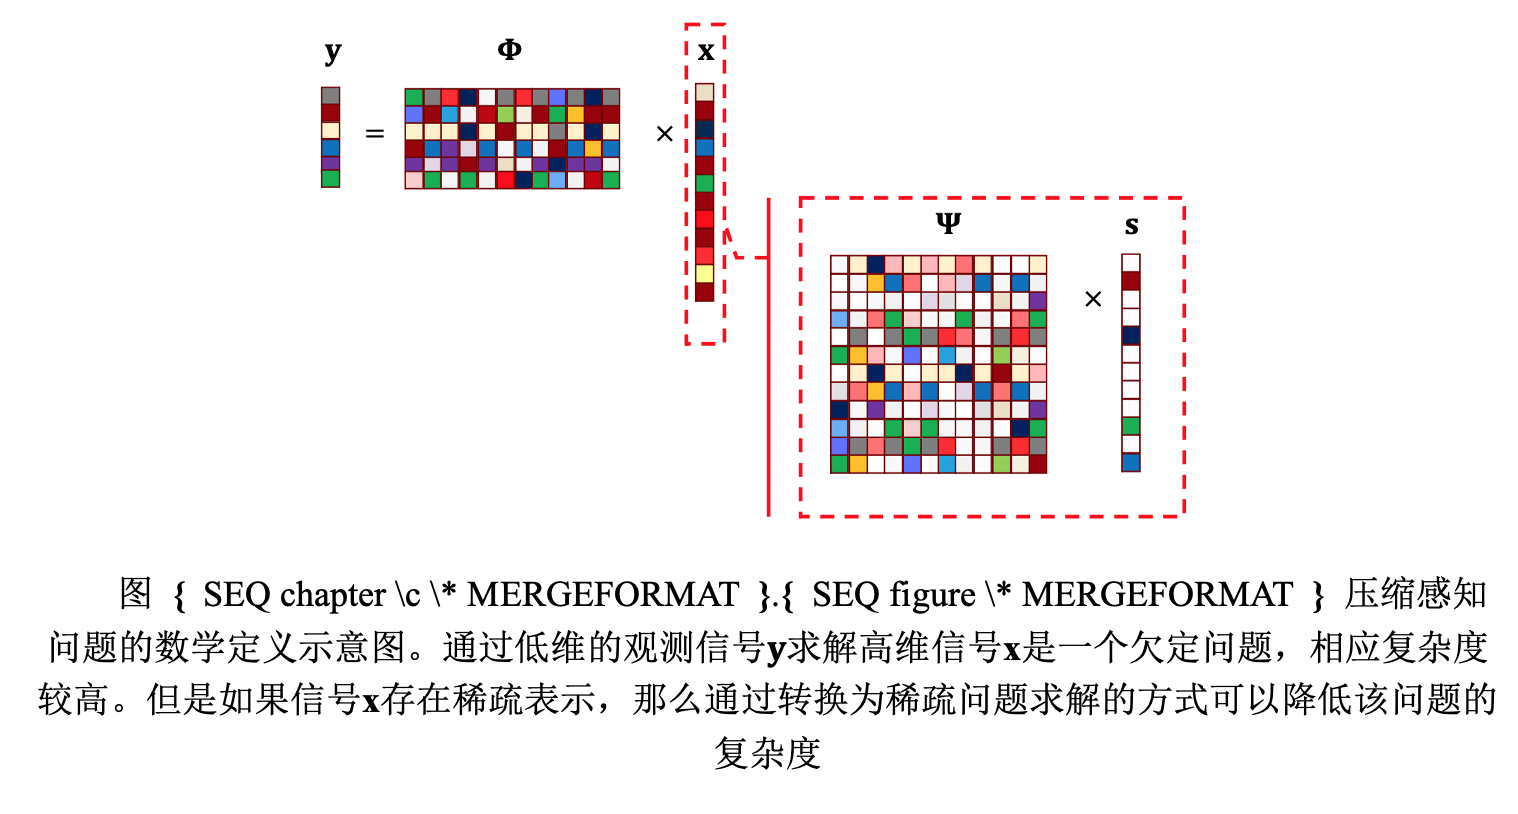 y = Φ × x
Ψ × s
图 { SEQ chapter \c \* MERGEFORMAT }.{ SEQ figure \* MERGEFORMAT } 压缩感知
问题的数学定义示意图。通过低维的观测信号y求解高维信号x是一个欠定问题，相应复杂度
较高。但是如果信号x存在稀疏表示，那么通过转换为稀疏问题求解的方式可以降低该问题的
复杂度